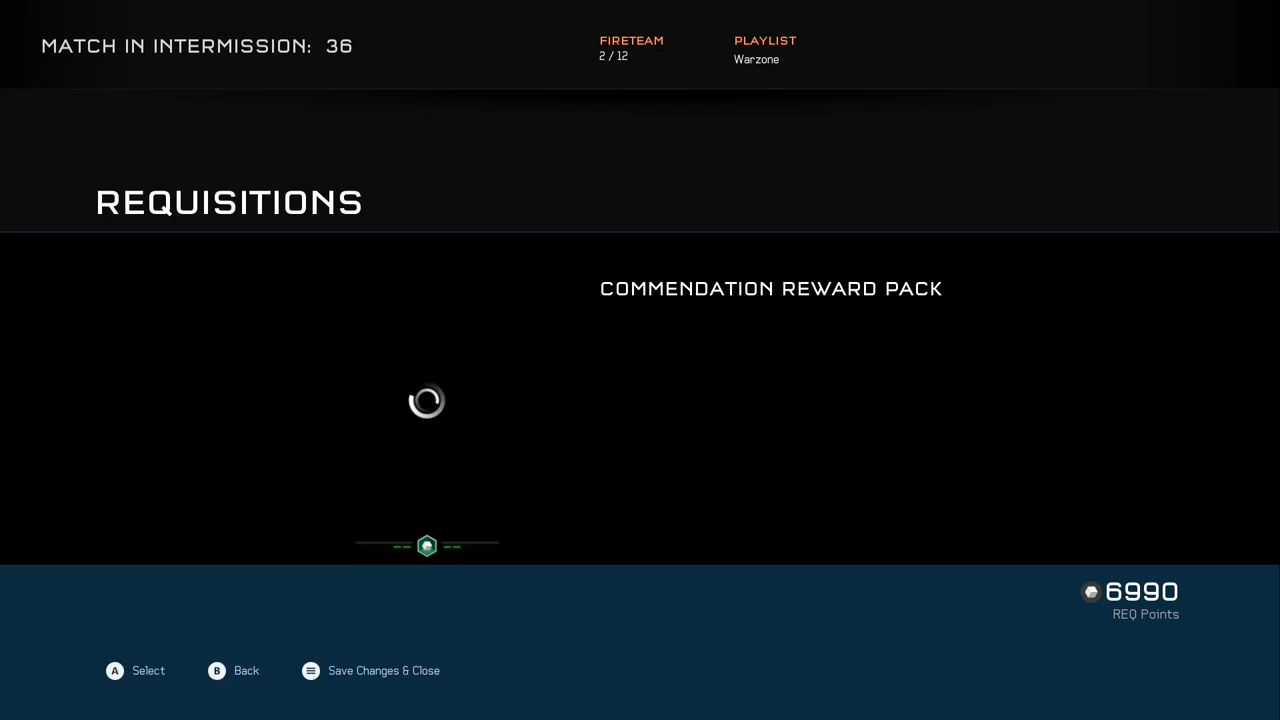 MATCH IN INTERMISSION: 36
FIRETEAM
2 / 12
PLAYLIST
Warzone
REQUISITIONS
COMMENDATION REWARD PACK
6990
REQ Points
A Select
B Back
Save Changes & Close